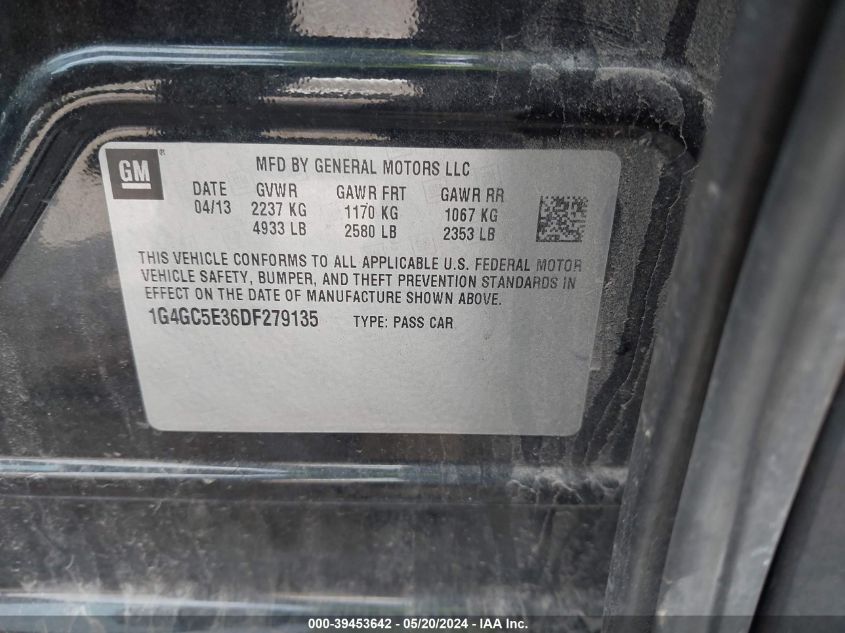 GM ®
MFD BY GENERAL MOTORS LLC
DATE GVWR GAWR FRT GAWR RR
04/13 2237 KG 1170 KG 1067 KG
4933 LB 2580 LB 2353 LB
THIS VEHICLE CONFORMS TO ALL APPLICABLE U.S. FEDERAL MOTOR
VEHICLE SAFETY, BUMPER, AND THEFT PREVENTION STANDARDS IN
EFFECT ON THE DATE OF MANUFACTURE SHOWN ABOVE.
1G4GC5E36DF279135 TYPE: PASS CAR
000-39453642 - 05/20/2024 - IAA Inc.